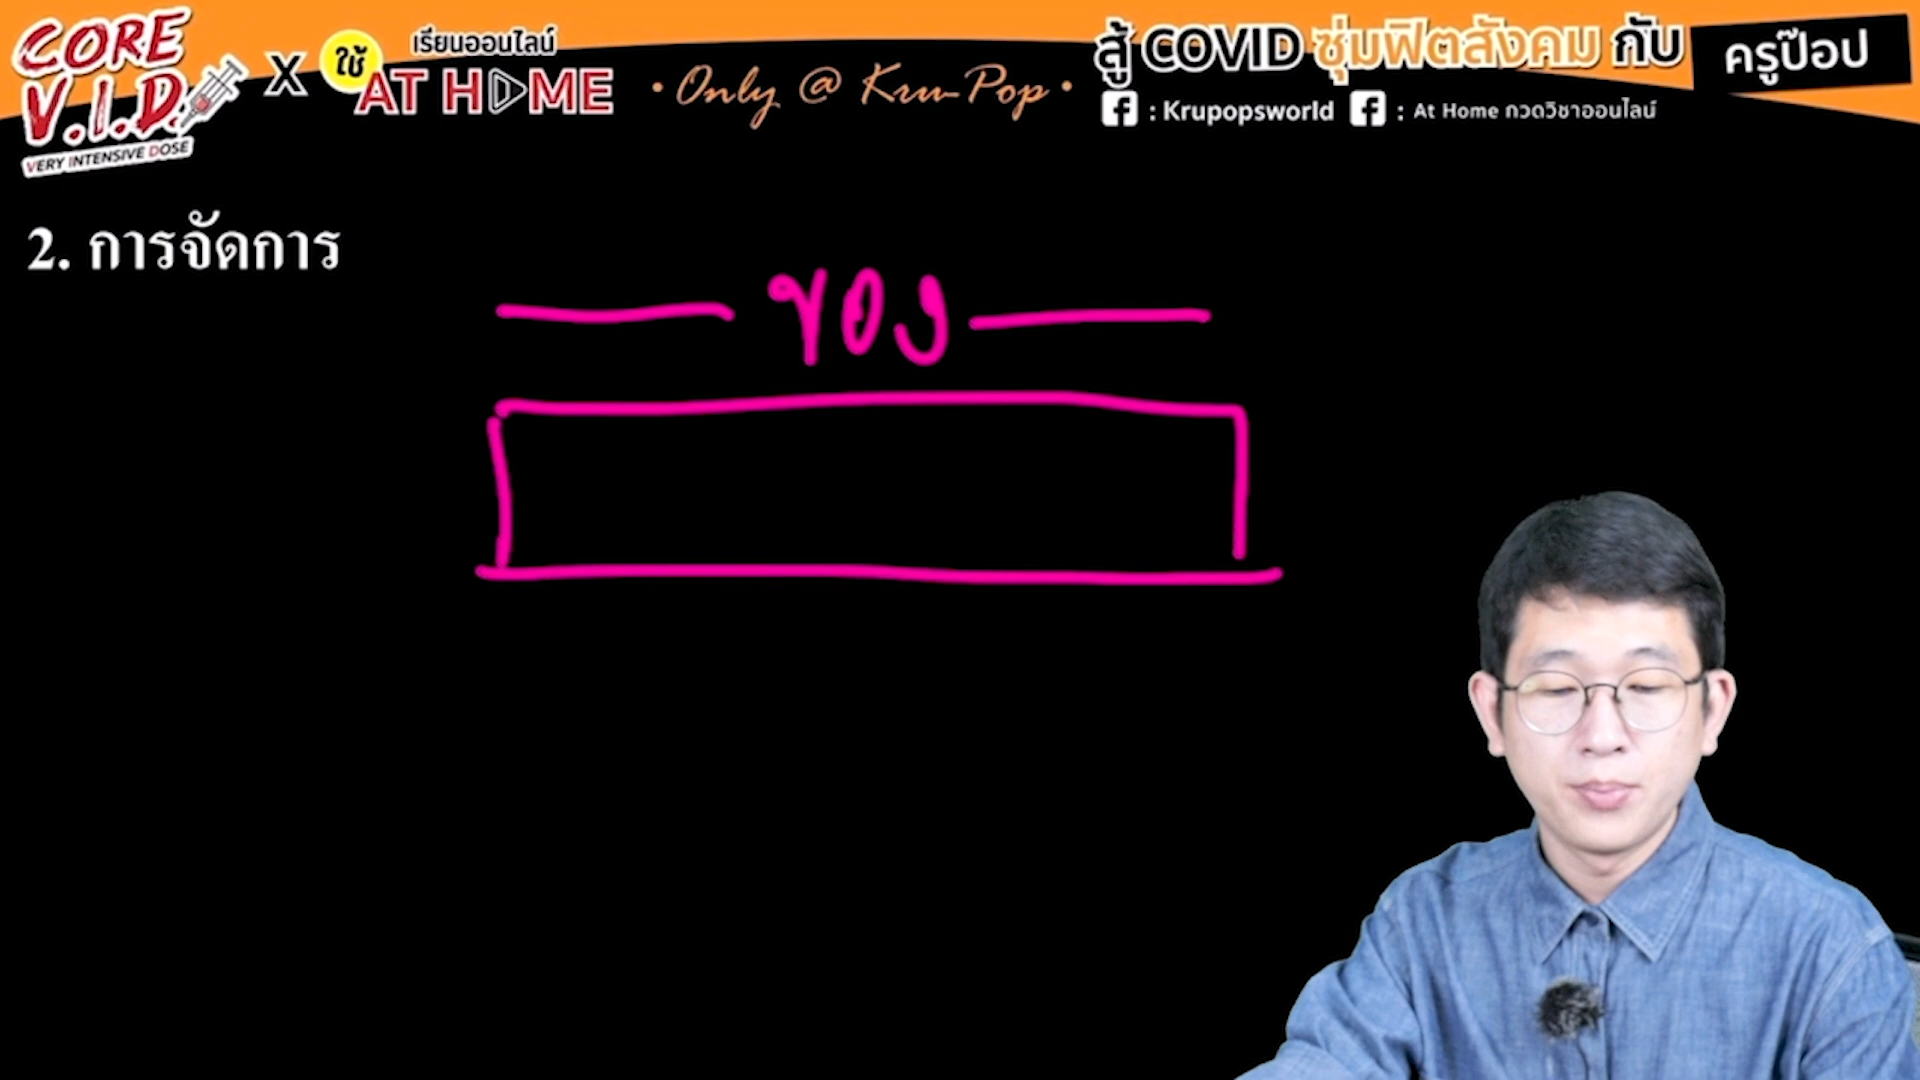 CORE
V.I.D.
VERY INTENSIVE DOSE
X
ใช้
เรียนออนไลน์
AT HOME
• Only @ Kru-Pop •
สู้ COVID ซุ่มฟิตสังคม กับ ครูป๊อป
: Krupopsworld : At Home กวดวิชาออนไลน์
2. การจัดการ
ของ